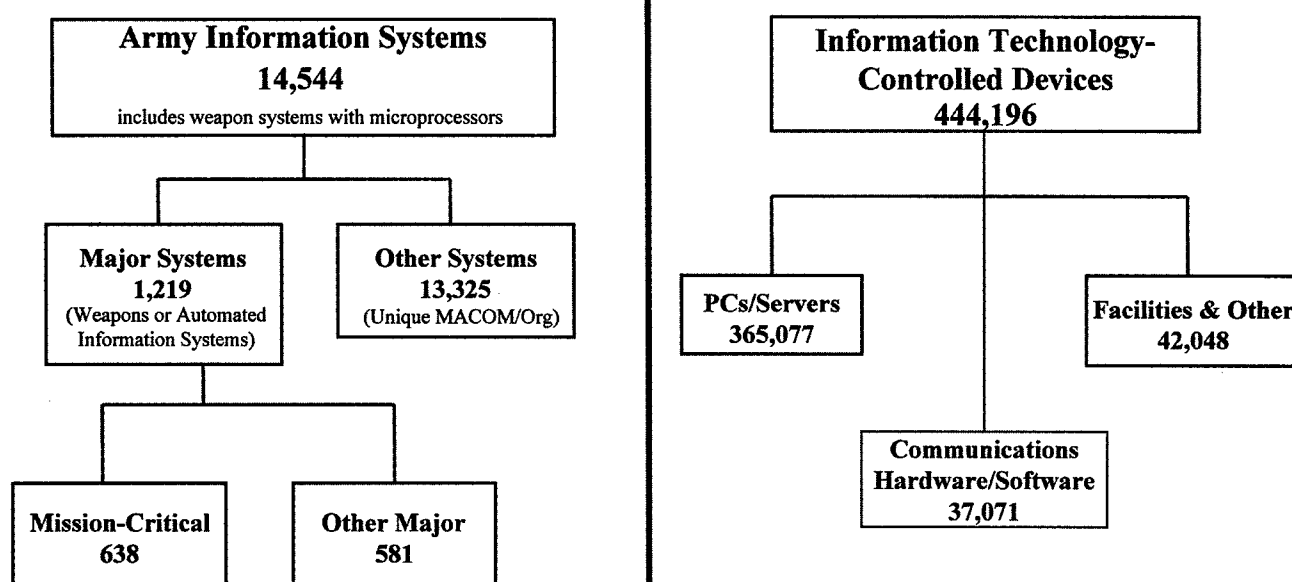 Army Information Systems
14,544
includes weapon systems with microprocessors
Major Systems
1,219
(Weapons or Automated
Information Systems)
Other Systems
13,325
(Unique MACOM/Org)
Mission-Critical
638
Other Major
581
Information Technology-
Controlled Devices
444,196
PCs/Servers
365,077
Facilities & Other
42,048
Communications
Hardware/Software
37,071